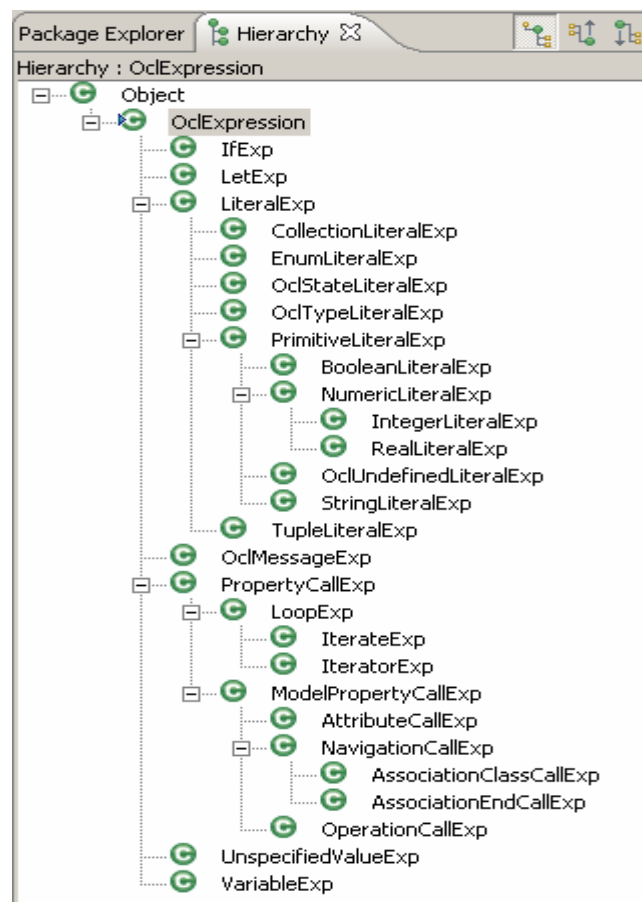 Package Explorer Hierarchy
Hierarchy : OclExpression
Object
OclExpression
IfExp
LetExp
LiteralExp
CollectionLiteralExp
EnumLiteralExp
OclStateLiteralExp
OclTypeLiteralExp
PrimitiveLiteralExp
BooleanLiteralExp
NumericLiteralExp
IntegerLiteralExp
RealLiteralExp
OclUndefinedLiteralExp
StringLiteralExp
TupleLiteralExp
OclMessageExp
PropertyCallExp
LoopExp
IterateExp
IteratorExp
ModelPropertyCallExp
AttributeCallExp
NavigationCallExp
AssociationClassCallExp
AssociationEndCallExp
OperationCallExp
UnspecifiedValueExp
VariableExp